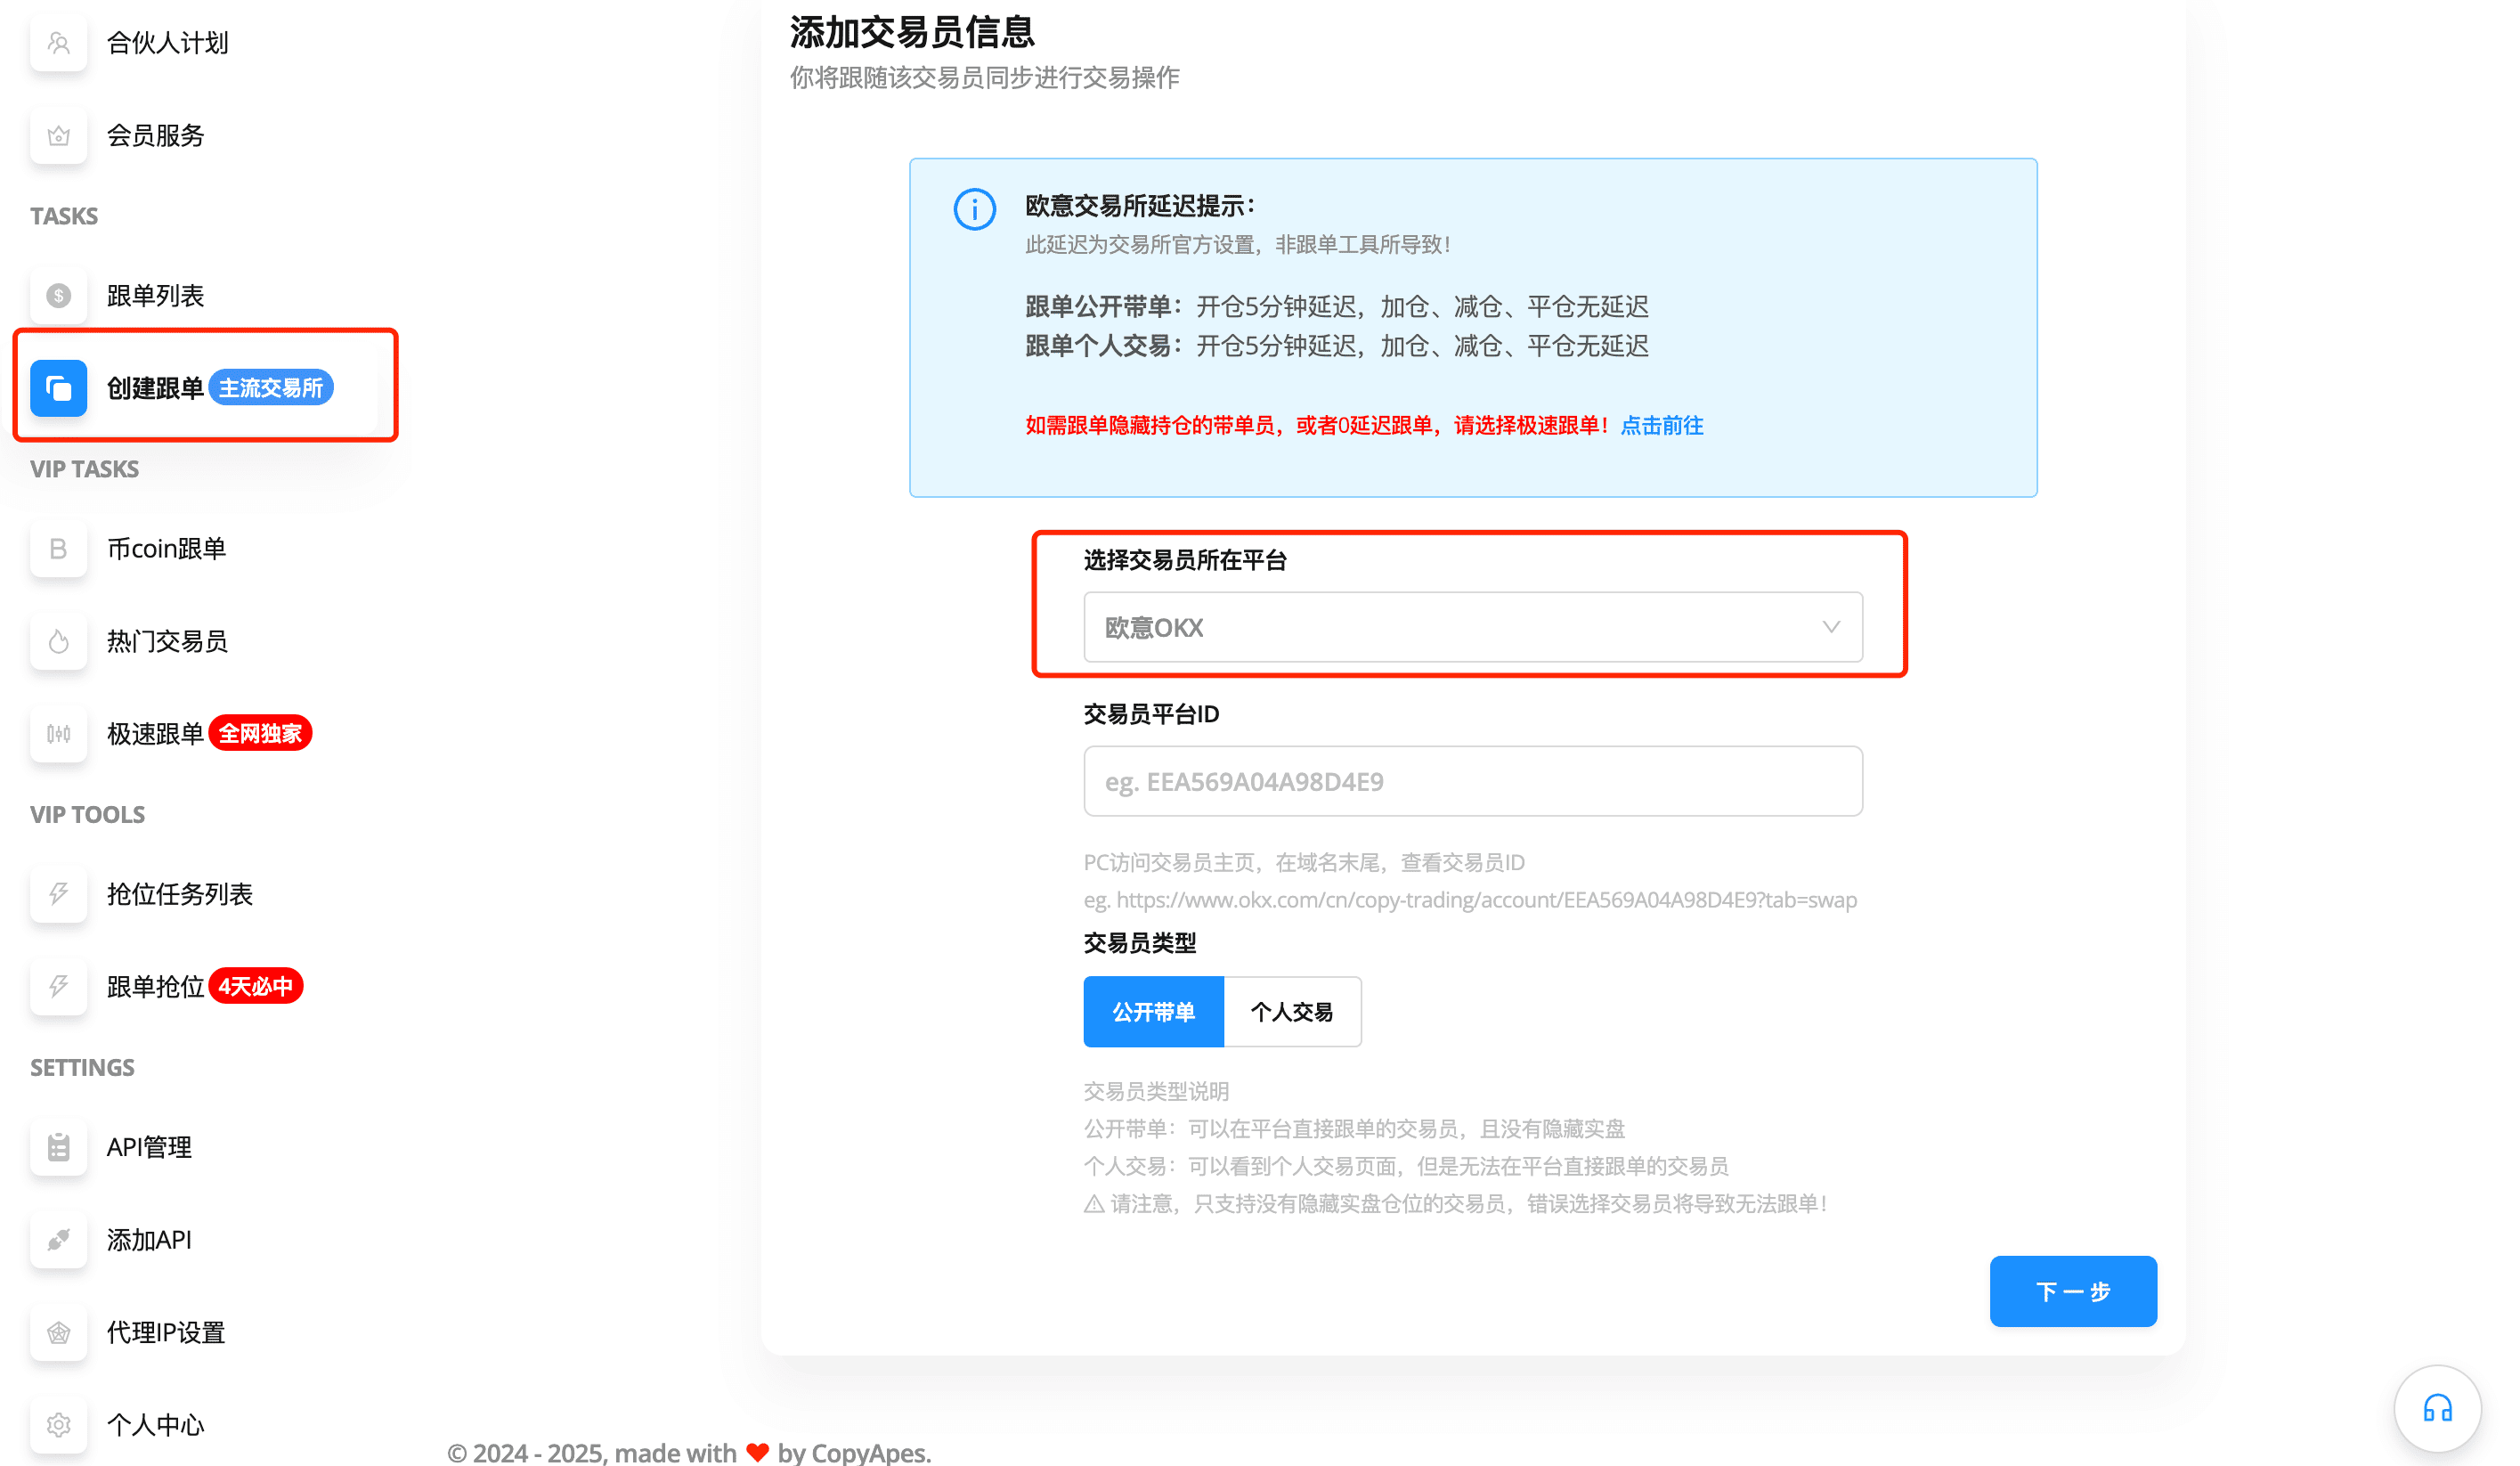 合伙人计划
会员服务
TASKS
跟单列表
创建跟单 主流交易所
VIP TASKS
币coin跟单
热门交易员
极速跟单 全网独家
VIP TOOLS
抢位任务列表
跟单抢位 4天必中
SETTINGS
API管理
添加API
代理IP设置
个人中心
添加交易员信息
你将跟随该交易员同步进行交易操作
欧意交易所延迟提示：
此延迟为交易所官方设置，非跟单工具所导致！
跟单公开带单：开仓5分钟延迟，加仓、减仓、平仓无延迟
跟单个人交易：开仓5分钟延迟，加仓、减仓、平仓无延迟
如需跟单隐藏持仓的带单员，或者0延迟跟单，请选择极速跟单！点击前往
选择交易员所在平台
欧意OKX
交易员平台ID
eg. EEA569A04A98D4E9
PC访问交易员主页，在域名末尾，查看交易员ID
eg. https://www.okx.com/cn/copy-trading/account/EEA569A04A98D4E9?tab=swap
交易员类型
公开带单 个人交易
交易员类型说明
公开带单：可以在平台直接跟单的交易员，且没有隐藏实盘
个人交易：可以看到个人交易页面，但是无法在平台直接跟单的交易员
⚠ 请注意，只支持没有隐藏实盘仓位的交易员，错误选择交易员将导致无法跟单！
下一步
© 2024 - 2025, made with ❤ by CopyApes.